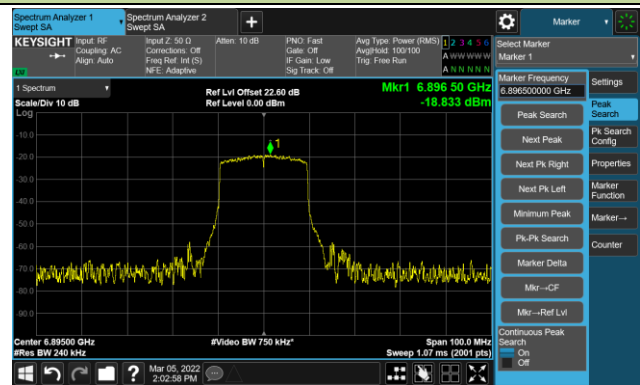 Spectrum Analyzer 1
Swept SA
Spectrum Analyzer 2
Swept SA
+
Marker
KEYSIGHT
Input: RF
Coupling: AC
Align: Auto
Input Z: 50 Ω
Corrections: Off
Freq Ref: Int (S)
NFE: Adaptive
Atten: 10 dB
PNO: Fast
Gate: Off
IF Gain: Low
Sig Track: Off
Avg Type: Power (RMS)
Avg|Hold: 100/100
Trig: Free Run
1 2 3 4 5 6
A W W W W W
A N N N N N
Select Marker
Marker 1
LXI
1 Spectrum
Scale/Div 10 dB
Log
Ref Lvl Offset 22.60 dB
Ref Level 0.00 dBm
Mkr1 6.896 50 GHz
-18.833 dBm
1
-10.0
-20.0
-30.0
-40.0
-50.0
-60.0
-70.0
-80.0
-90.0
Center 6.89500 GHz
#Res BW 240 kHz
#Video BW 750 kHz*
Span 100.0 MHz
Sweep 1.07 ms (2001 pts)
Marker Frequency
6.896500000 GHz
Peak Search
Next Peak
Next Pk Right
Next Pk Left
Minimum Peak
Pk-Pk Search
Marker Delta
Mkr→CF
Mkr→Ref Lvl
Continuous Peak
Search
On
Off
Settings
Peak
Search
Pk Search
Config
Properties
Marker
Function
Marker→
Counter
?
Mar 05, 2022
2:02:58 PM